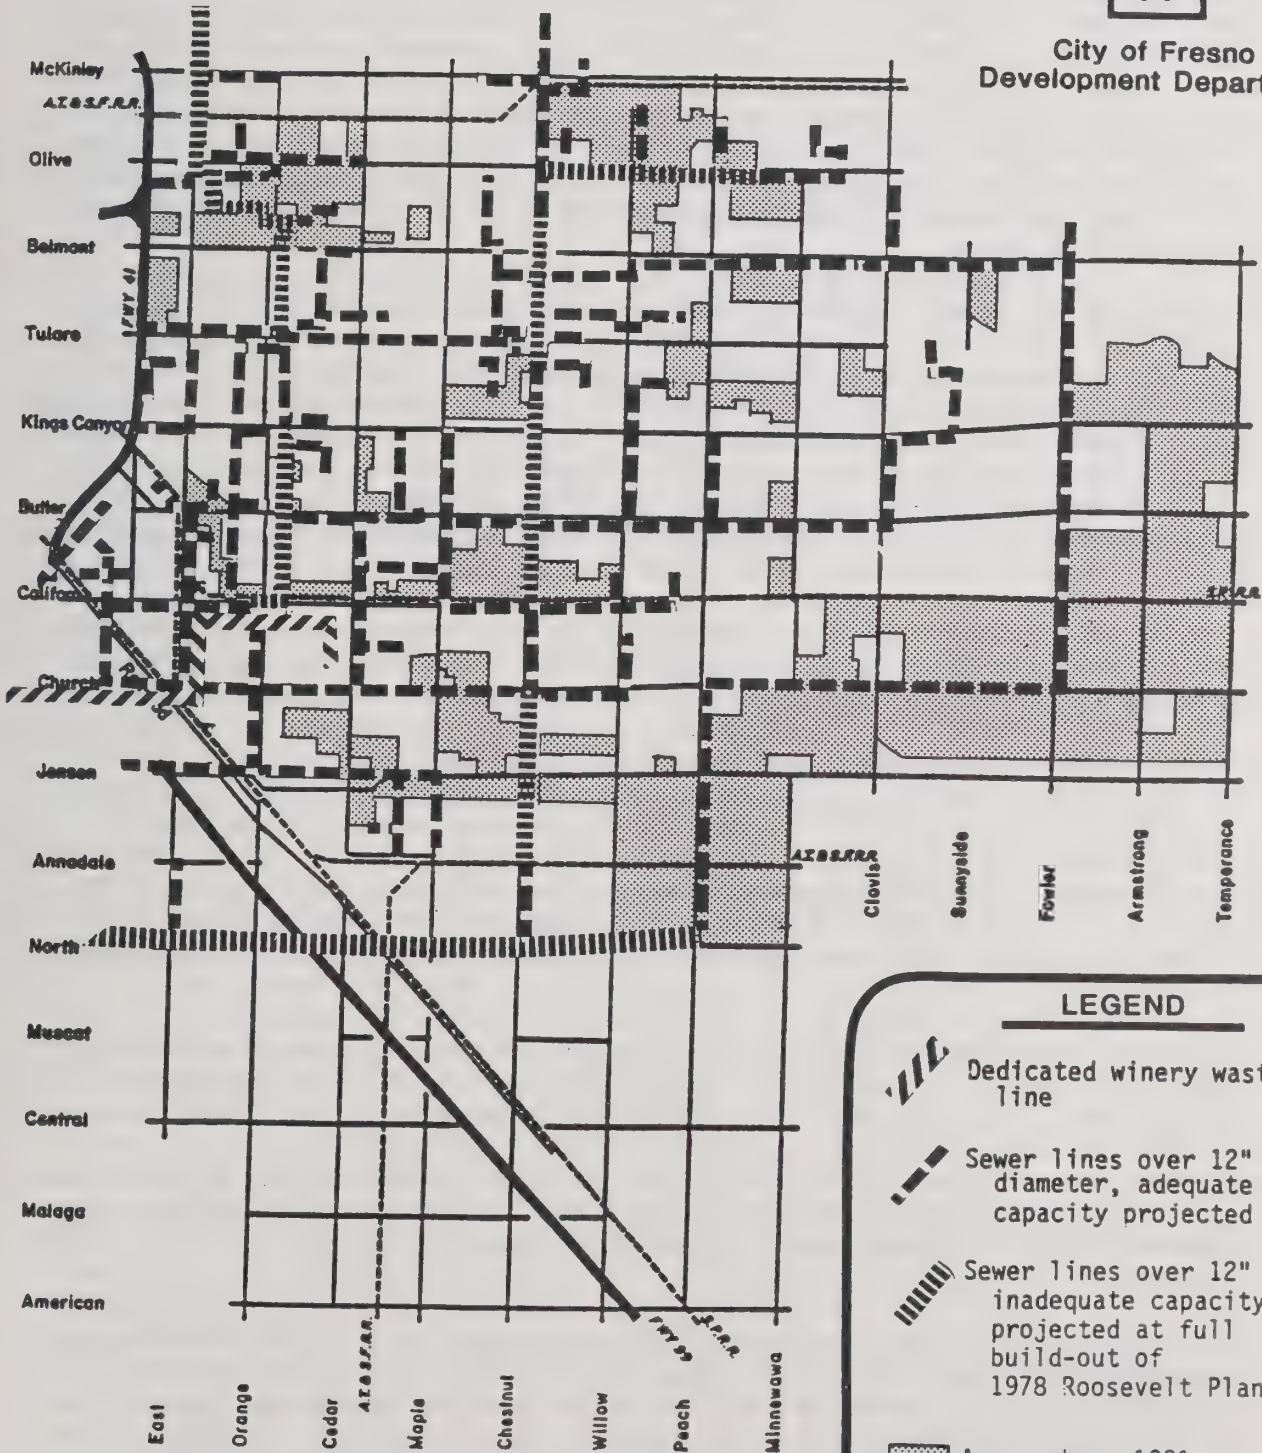 City of Fresno
Development Depart
McKinley
A.T.& S.F.R.R.
Olive
Belmont
FWY 41
Tulare
Kings Canyon
Butler
S.P.R.R.
Church
Jensen
Annadale
A.T.& S.F.R.R.
North
Muscat
Central
Malaga
American
Clovis
Sunnyside
Fowler
Armstrong
Temperance
FWY 99
S.P.R.R.
A.T.& S.F.R.R.
East
Orange
Cedar
Maple
Chestnut
Willow
Peach
Minnewawa
LEGEND
Dedicated winery wast
line
Sewer lines over 12"
diameter, adequate
capacity projected
Sewer lines over 12"
inadequate capacity
projected at full
build-out of
1978 Roosevelt Plan